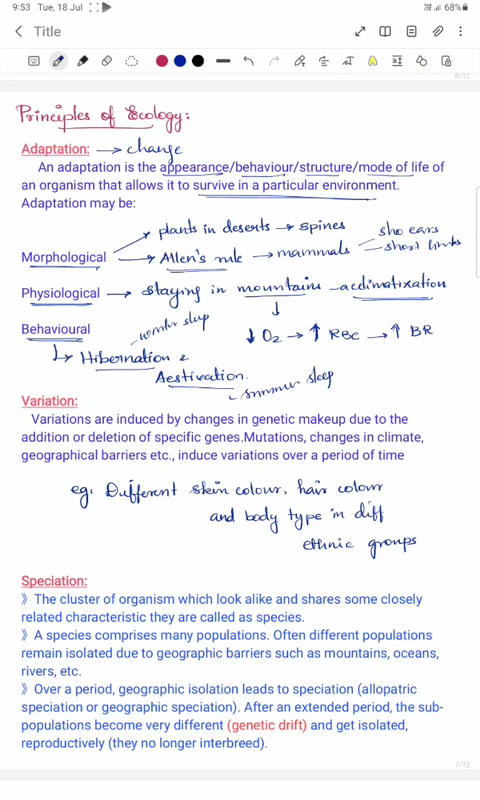 9:53 Tue, 18 Jul 68%
Title
6/12
Principles of Ecology:
Adaptation: → change
An adaptation is the appearance/behaviour/structure/mode of life of
an organism that allows it to survive in a particular environment.
Adaptation may be:
plants in deserts → spines
sho ears
Morphological → Allen's rule → mammals short limbs
Physiological → staying in mountains - acclimatixation
Behavioural winter sleep ↓ O2 → ↑ RBC → ↑ BR
Hibernation &
Aestivation.
- summer sleep
Variation:
Variations are induced by changes in genetic makeup due to the
addition or deletion of specific genes.Mutations, changes in climate,
geographical barriers etc., induce variations over a period of time
eg. Different skin colour, hair colour
and body type in diff
ethnic groups
Speciation:
》 The cluster of organism which look alike and shares some closely
related characteristic they are called as species.
》 A species comprises many populations. Often different populations
remain isolated due to geographic barriers such as mountains, oceans,
rivers, etc.
》 Over a period, geographic isolation leads to speciation (allopatric
speciation or geographic speciation). After an extended period, the sub-
populations become very different (genetic drift) and get isolated,
reproductively (they no longer interbreed).
7/12